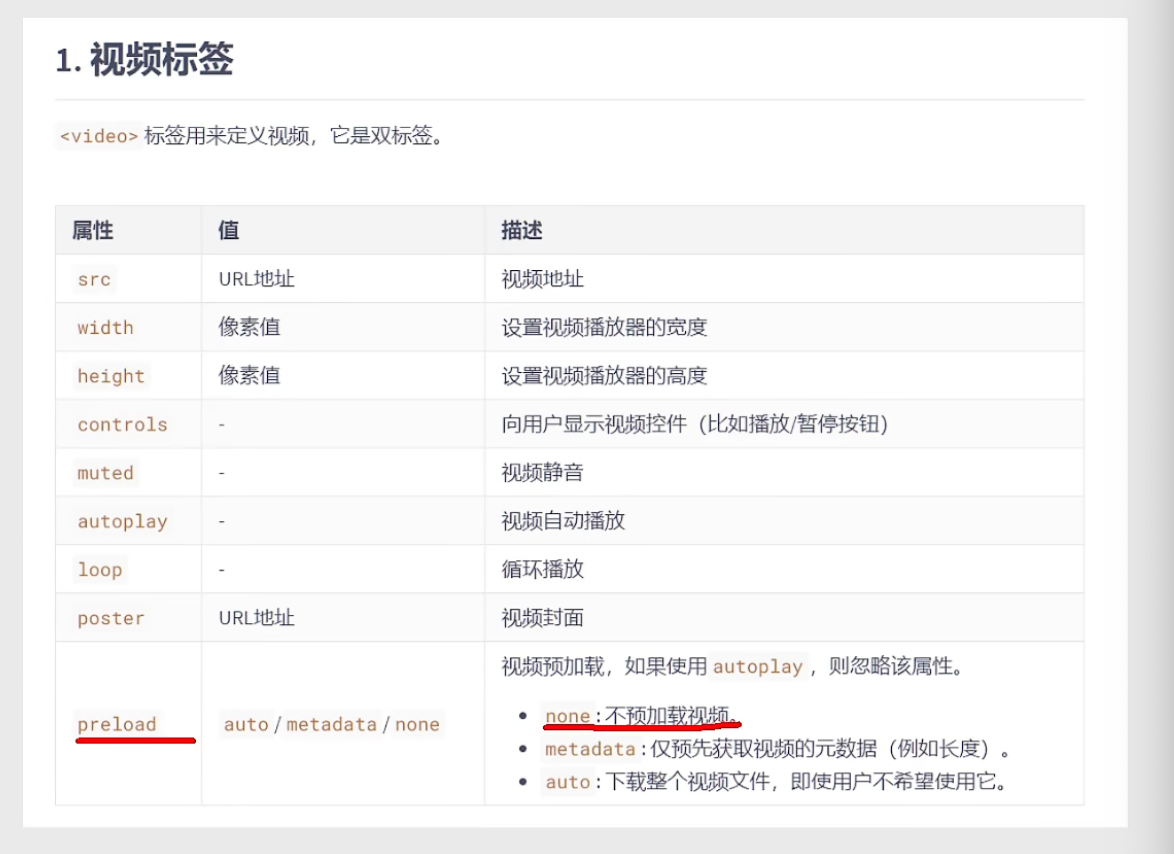 1. 视频标签
<video> 标签用来定义视频，它是双标签。
属性 值 描述
src URL地址 视频地址
width 像素值 设置视频播放器的宽度
height 像素值 设置视频播放器的高度
controls - 向用户显示视频控件（比如播放/暂停按钮）
muted - 视频静音
autoplay - 视频自动播放
loop - 循环播放
poster URL地址 视频封面
preload auto / metadata / none 视频预加载，如果使用 autoplay ，则忽略该属性。
none : 不预加载视频。
metadata : 仅预先获取视频的元数据（例如长度）。
auto : 下载整个视频文件，即使用户不希望使用它。